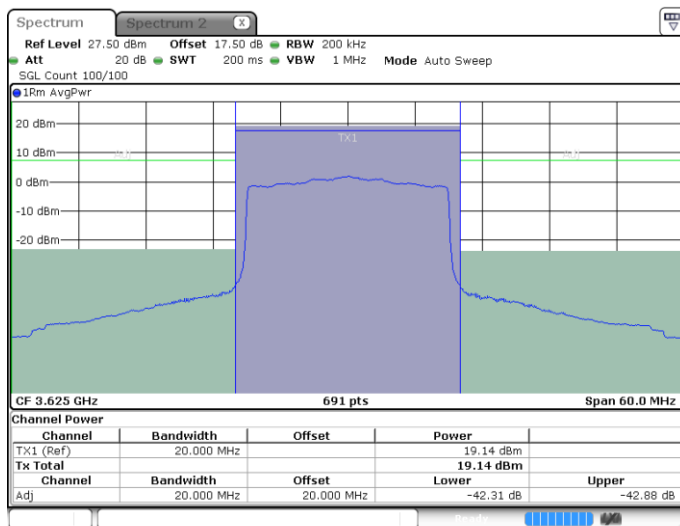 Spectrum Spectrum 2 X
Ref Level 27.50 dBm Offset 17.50 dB RBW 200 kHz
Att 20 dB SWT 200 ms VBW 1 MHz Mode Auto Sweep
SGL Count 100/100
1Rm AvgPwr
20 dBm
TX1
10 dBm
Adj Adj
0 dBm
-10 dBm
-20 dBm
CF 3.625 GHz 691 pts Span 60.0 MHz
Channel Power
Channel Bandwidth Offset Power
TX1 (Ref) 20.000 MHz 19.14 dBm
Tx Total 19.14 dBm
Channel Bandwidth Offset Lower Upper
Adj 20.000 MHz 20.000 MHz -42.31 dB -42.88 dB
Ready